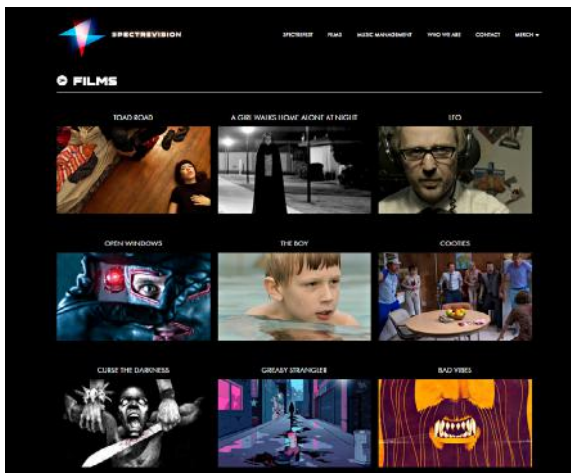 SPECTREVISION
SPECTREFEST FILMS MUSIC MANAGEMENT WHO WE ARE CONTACT MERCH
FILMS
TOAD ROAD A GIRL WALKS HOME ALONE AT NIGHT LFO
OPEN WINDOWS THE BOY COOTIES
CURSE THE DARKNESS GREASY STRANGLER BAD VIBES